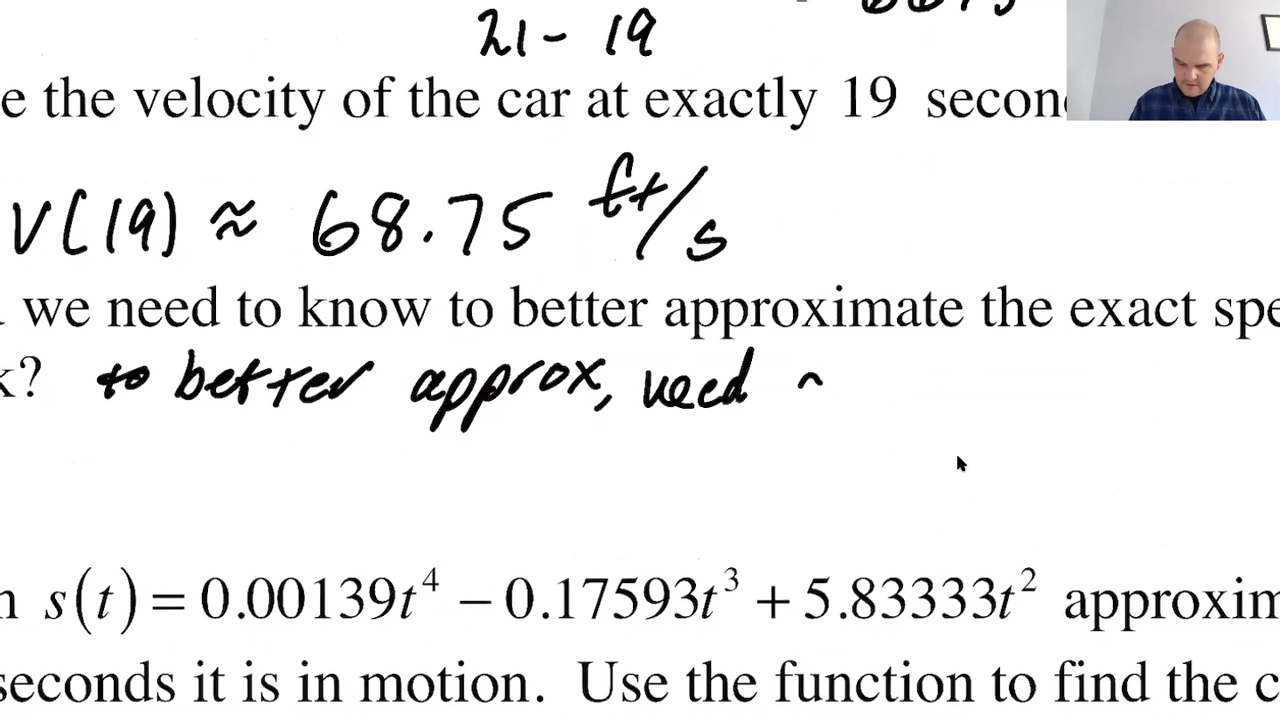 21 - 19
e the velocity of the car at exactly 19 secon
v(19) ≈ 68.75 ft/s
we need to know to better approximate the exact spe
k? to better approx, need
n s(t) = 0.00139t⁴ − 0.17593t³ + 5.83333t² approxim
seconds it is in motion. Use the function to find the c